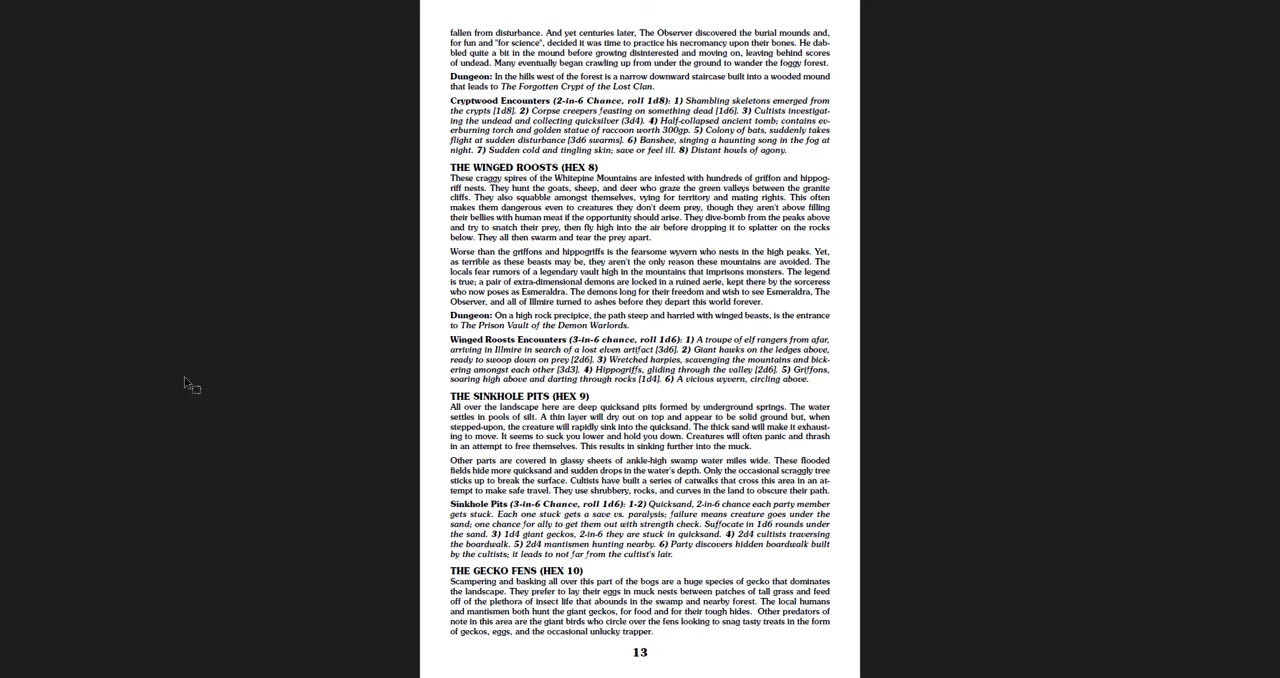 fallen from disturbance. And yet centuries later, The Observer discovered the burial mounds and,
for fun and "for science", decided it was time to practice his necromancy upon their bones. He dab-
bled quite a bit in the mound before growing disinterested and moving on, leaving behind scores
of undead. Many eventually began crawling up from under the ground to wander the foggy forest.
Dungeon: In the hills west of the forest is a narrow downward staircase built into a wooded mound
that leads to The Forgotten Crypt of the Lost Clan.
Cryptwood Encounters (2-in-6 Chance, roll 1d8): 1) Shambling skeletons emerged from
the crypts [1d8]. 2) Corpse creepers feasting on something dead [1d6]. 3) Cultists investigat-
ing the undead and collecting quicksilver (3d4). 4) Half-collapsed ancient tomb; contains ev-
erburning torch and golden statue of raccoon worth 300gp. 5) Colony of bats, suddenly takes
flight at sudden disturbance [3d6 swarms]. 6) Banshee, singing a haunting song in the fog at
night. 7) Sudden cold and tingling skin; save or feel ill. 8) Distant howls of agony.
THE WINGED ROOSTS (HEX 8)
These craggy spires of the Whitepine Mountains are infested with hundreds of griffon and hippog-
riff nests. They hunt the goats, sheep, and deer who graze the green valleys between the granite
cliffs. They also squabble amongst themselves, vying for territory and mating rights. This often
makes them dangerous even to creatures they don't deem prey, though they aren't above filling
their bellies with human meat if the opportunity should arise. They dive-bomb from the peaks above
and try to snatch their prey, then fly high into the air before dropping it to splatter on the rocks
below. They all then swarm and tear the prey apart.
Worse than the griffons and hippogriffs is the fearsome wyvern who nests in the high peaks. Yet,
as terrible as these beasts may be, they aren't the only reason these mountains are avoided. The
locals fear rumors of a legendary vault high in the mountains that imprisons monsters. The legend
is true; a pair of extra-dimensional demons are locked in a ruined aerie, kept there by the sorceress
who now poses as Esmeraldra. The demons long for their freedom and wish to see Esmeraldra, The
Observer, and all of Illmire turned to ashes before they depart this world forever.
Dungeon: On a high rock precipice, the path steep and harried with winged beasts, is the entrance
to The Prison Vault of the Demon Warlords.
Winged Roosts Encounters (3-in-6 chance, roll 1d6): 1) A troupe of elf rangers from afar,
arriving in Illmire in search of a lost elven artifact [3d6]. 2) Giant hawks on the ledges above,
ready to swoop down on prey [2d6]. 3) Wretched harpies, scavenging the mountains and bick-
ering amongst each other [3d3]. 4) Hippogriffs, gliding through the valley [2d6]. 5) Griffons,
soaring high above and darting through rocks [1d4]. 6) A vicious wyvern, circling above.
THE SINKHOLE PITS (HEX 9)
All over the landscape here are deep quicksand pits formed by underground springs. The water
settles in pools of silt. A thin layer will dry out on top and appear to be solid ground but, when
stepped-upon, the creature will rapidly sink into the quicksand. The thick sand will make it exhaust-
ing to move. It seems to suck you lower and hold you down. Creatures will often panic and thrash
in an attempt to free themselves. This results in sinking further into the muck.
Other parts are covered in glassy sheets of ankle-high swamp water miles wide. These flooded
fields hide more quicksand and sudden drops in the water's depth. Only the occasional scraggly tree
sticks up to break the surface. Cultists have built a series of catwalks that cross this area in an at-
tempt to make safe travel. They use shrubbery, rocks, and curves in the land to obscure their path.
Sinkhole Pits (3-in-6 Chance, roll 1d6): 1-2) Quicksand, 2-in-6 chance each party member
gets stuck. Each one stuck gets a save vs. paralysis; failure means creature goes under the
sand; one chance for ally to get them out with strength check. Suffocate in 1d6 rounds under
the sand. 3) 1d4 giant geckos, 2-in-6 they are stuck in quicksand. 4) 2d4 cultists traversing
the boardwalk. 5) 2d4 mantismen hunting nearby. 6) Party discovers hidden boardwalk built
by the cultists; it leads to not far from the cultist's lair.
THE GECKO FENS (HEX 10)
Scampering and basking all over this part of the bogs are a huge species of gecko that dominates
the landscape. They prefer to lay their eggs in muck nests between patches of tall grass and feed
off of the plethora of insect life that abounds in the swamp and nearby forest. The local humans
and mantismen both hunt the giant geckos, for food and for their tough hides. Other predators of
note in this area are the giant birds who circle over the fens looking to snag tasty treats in the form
of geckos, eggs, and the occasional unlucky trapper.
13